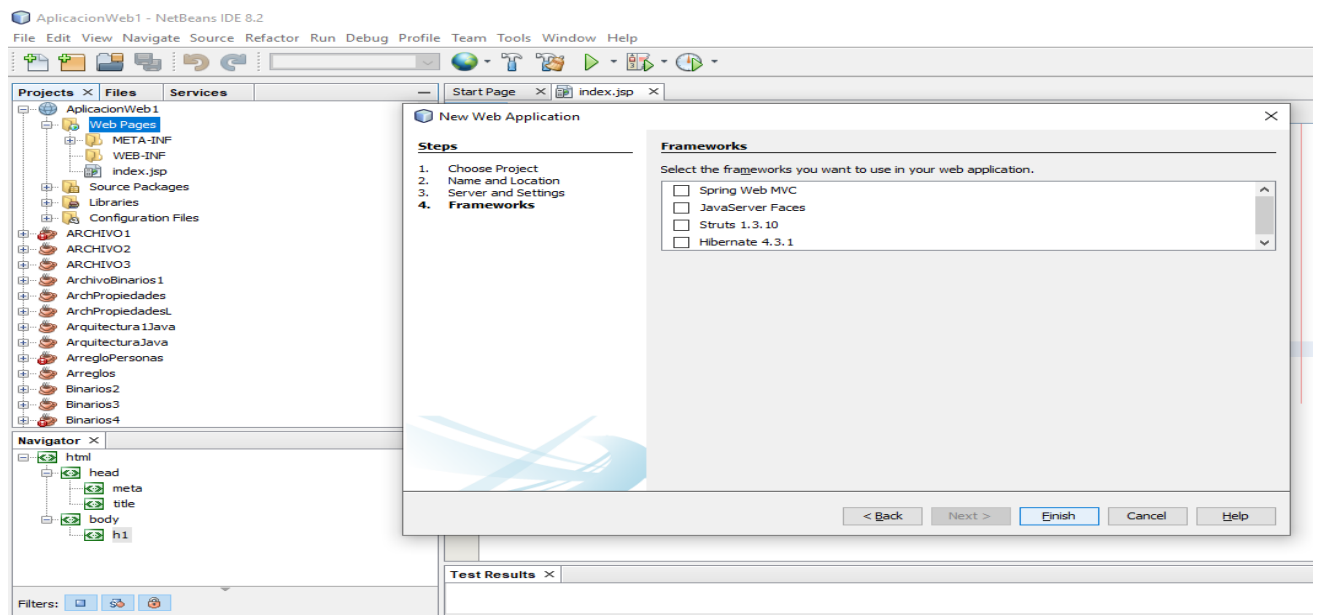 AplicacionWeb1 - NetBeans IDE 8.2
File Edit View Navigate Source Refactor Run Debug Profile Team Tools Window Help
Projects Files Services
AplicacionWeb1
Web Pages
META-INF
WEB-INF
index.jsp
Source Packages
Libraries
Configuration Files
ARCHIVO1
ARCHIVO2
ARCHIVO3
ArchivoBinarios1
ArchPropiedades
ArchPropiedadesL
Arquitectura1Java
ArquitecturaJava
ArregloPersonas
Arreglos
Binarios2
Binarios3
Binarios4
Navigator
html
head
meta
title
body
h1
Filters:
Start Page index.jsp
New Web Application
Steps
1. Choose Project
2. Name and Location
3. Server and Settings
4. Frameworks
Frameworks
Select the frameworks you want to use in your web application.
Spring Web MVC
JavaServer Faces
Struts 1.3.10
Hibernate 4.3.1
< Back Next > Finish Cancel Help
Test Results